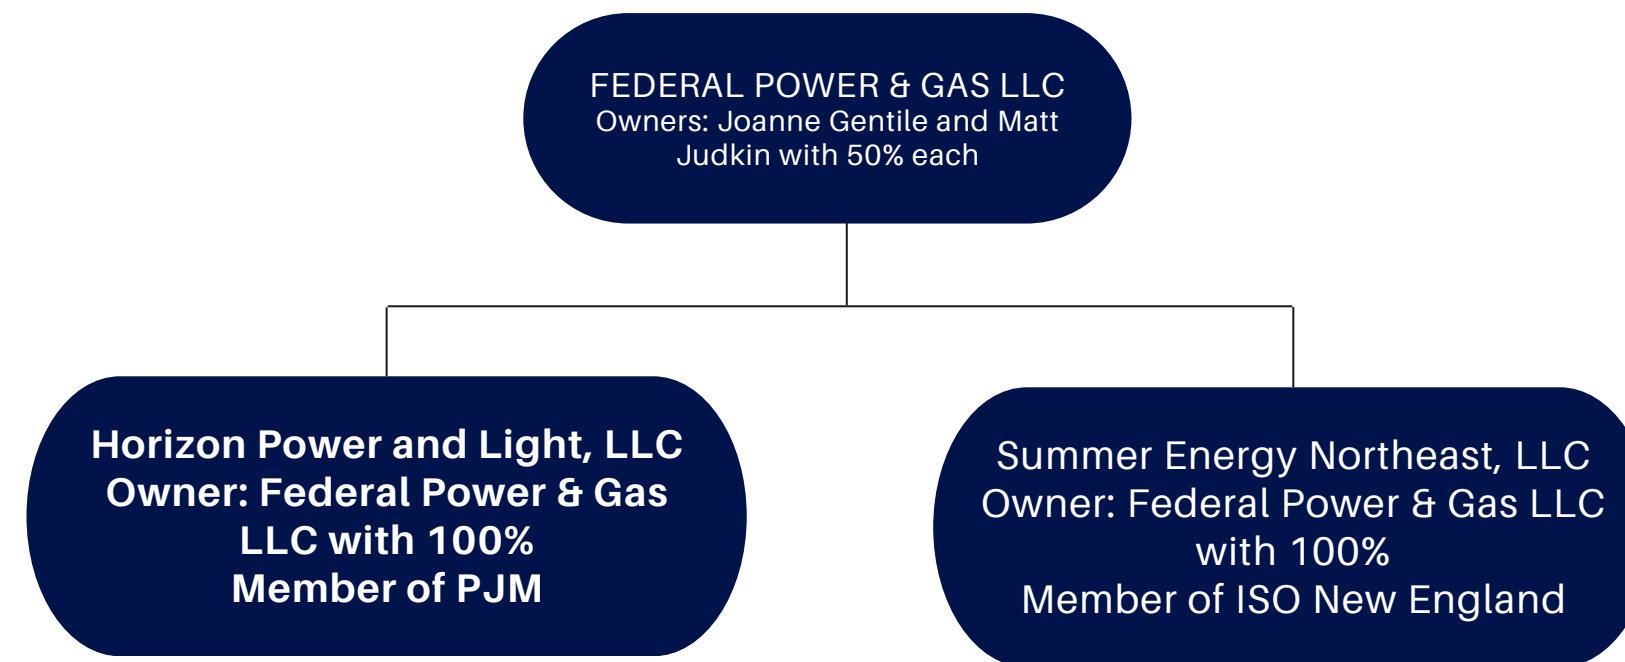 FEDERAL POWER & GAS LLC
Owners: Joanne Gentile and Matt
Judkin with 50% each
Horizon Power and Light, LLC
Owner: Federal Power & Gas
LLC with 100%
Member of PJM
Summer Energy Northeast, LLC
Owner: Federal Power & Gas LLC
with 100%
Member of ISO New England